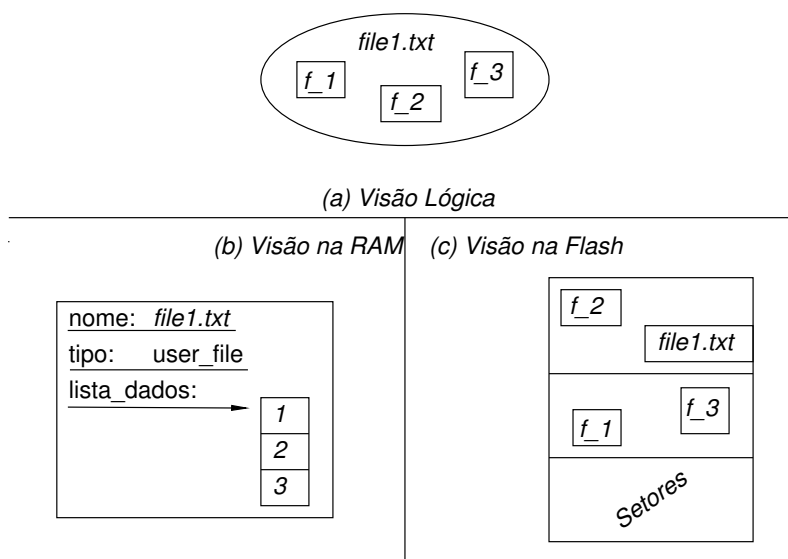 file1.txt
f_1
f_2
f_3
(a) Visão Lógica
(b) Visão na RAM
nome: file1.txt
tipo: user_file
lista_dados:
1
2
3
(c) Visão na Flash
f_2
file1.txt
f_1
f_3
Setores